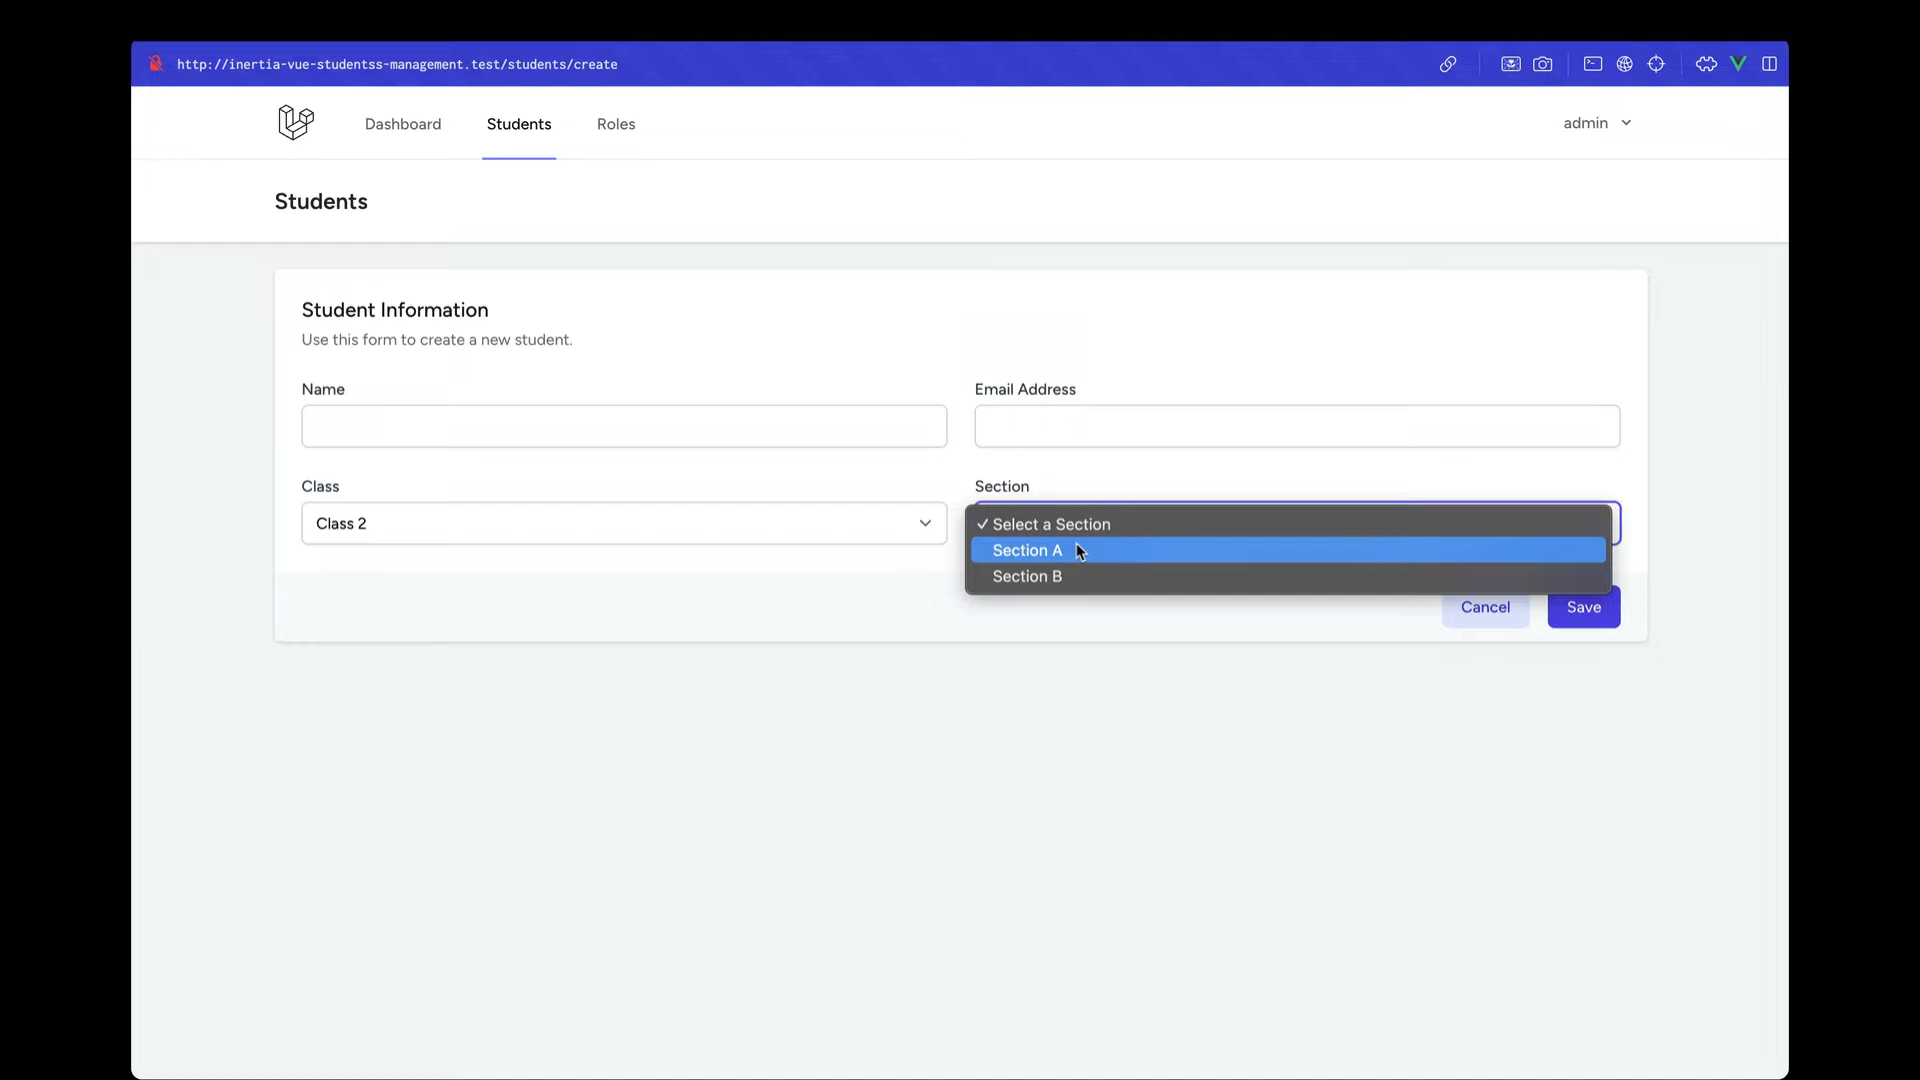 http://inertia-vue-studentss-management.test/students/create
Dashboard Students Roles admin
Students
Student Information
Use this form to create a new student.
Name Email Address
Class Section
Class 2 ✓ Select a Section
Section A
Section B
Cancel Save